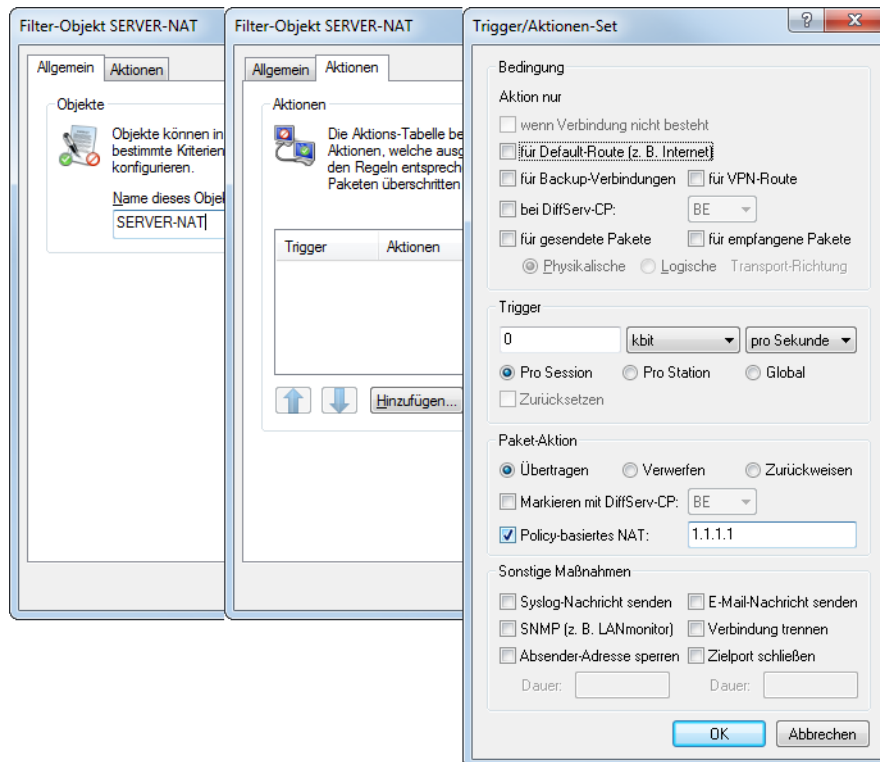 Filter-Objekt SERVER-NAT
Allgemein
Aktionen
Objekte
Objekte können in
bestimmte Kriterien
konfigurieren.
Name dieses Objel
SERVER-NAT
Filter-Objekt SERVER-NAT
Allgemein
Aktionen
Aktionen
Die Aktions-Tabelle be
Aktionen, welche ausg
den Regeln entsprech
Paketen überschritten
Trigger
Aktionen
Hinzufügen...
Trigger/Aktionen-Set
?
Bedingung
Aktion nur
wenn Verbindung nicht besteht
für Default-Route (z. B. Internet)
für Backup-Verbindungen
für VPN-Route
bei DiffServ-CP:
BE
für gesendete Pakete
für empfangene Pakete
Physikalische
Logische
Transport-Richtung
Trigger
0
kbit
pro Sekunde
Pro Session
Pro Station
Global
Zurücksetzen
Paket-Aktion
Übertragen
Verwerfen
Zurückweisen
Markieren mit DiffServ-CP:
BE
Policy-basiertes NAT:
1.1.1.1
Sonstige Maßnahmen
Syslog-Nachricht senden
E-Mail-Nachricht senden
SNMP (z. B. LANmonitor)
Verbindung trennen
Absender-Adresse sperren
Zielport schließen
Dauer:
Dauer:
OK
Abbrechen